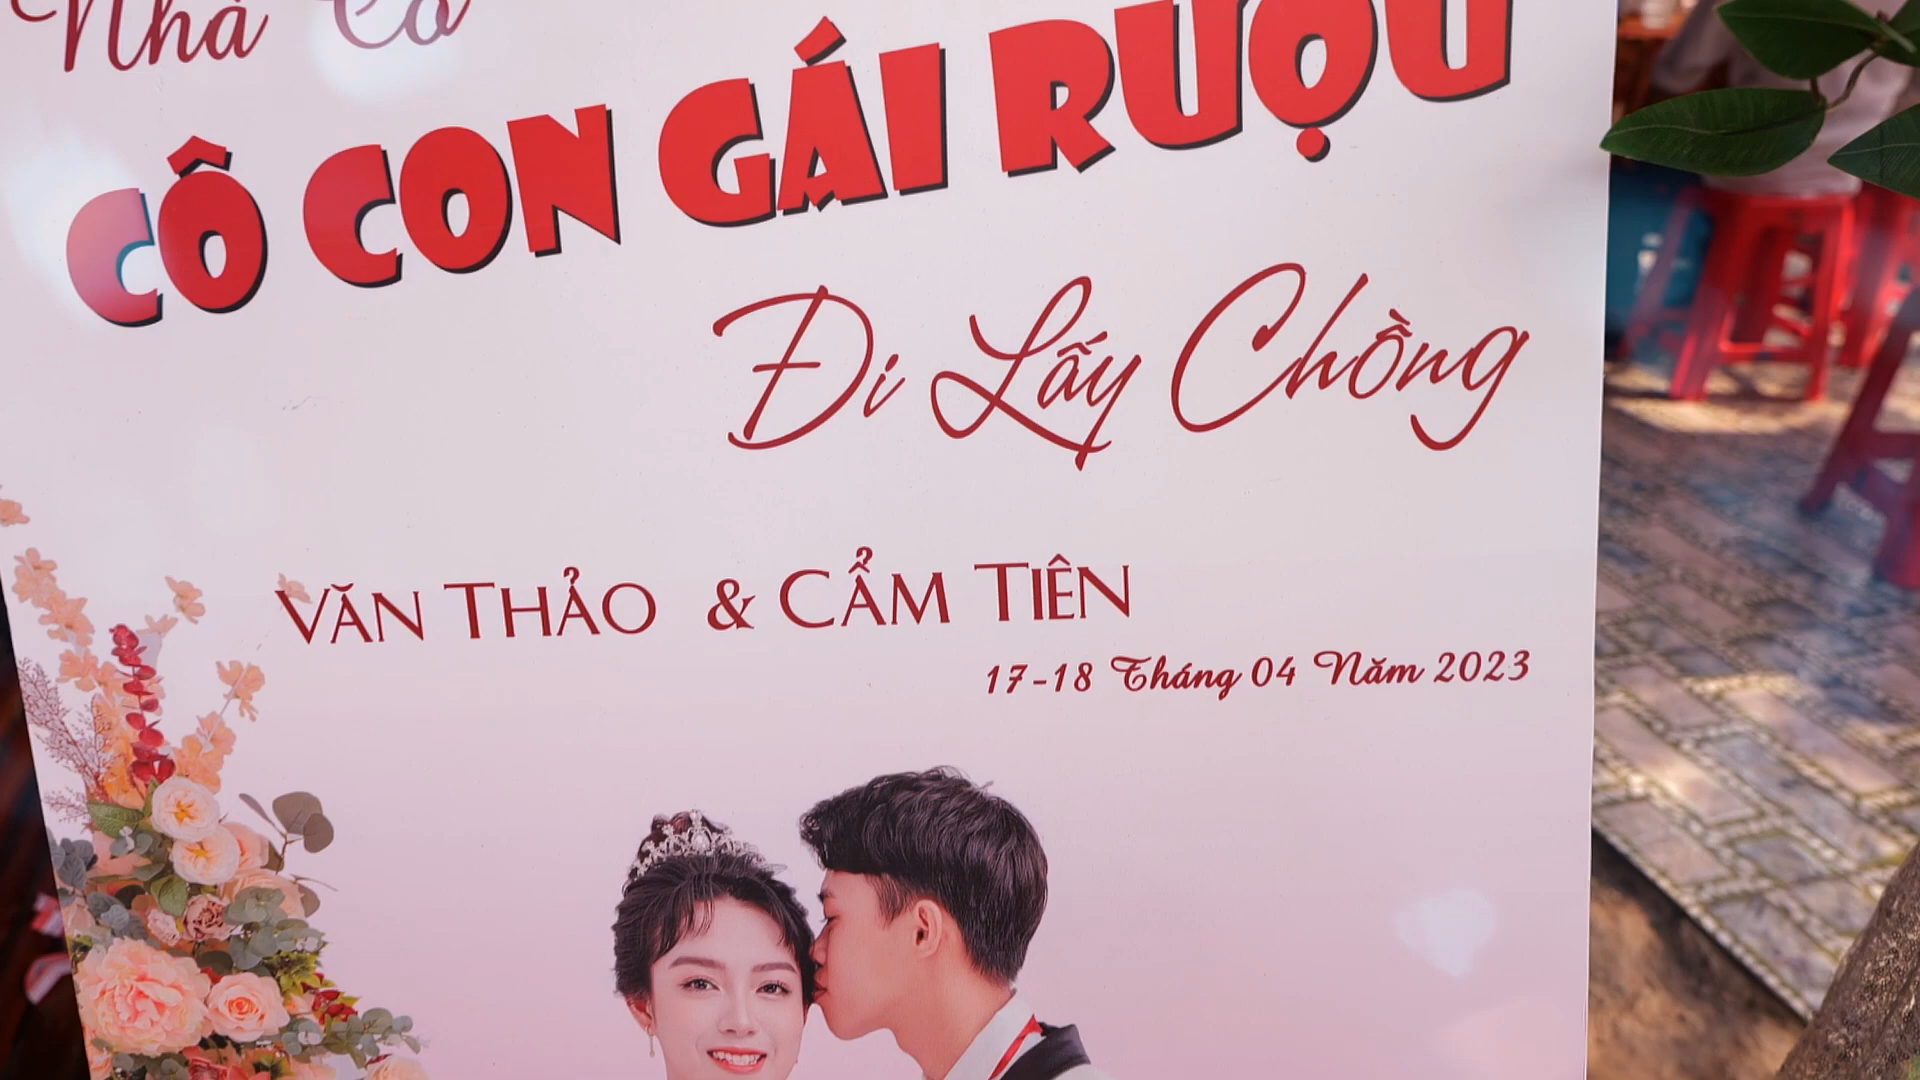 Nhà Có
CÔ CON GÁI RƯỢU
Đi Lấy Chồng
VĂN THẢO & CẨM TIÊN
17-18 Tháng 04 Năm 2023